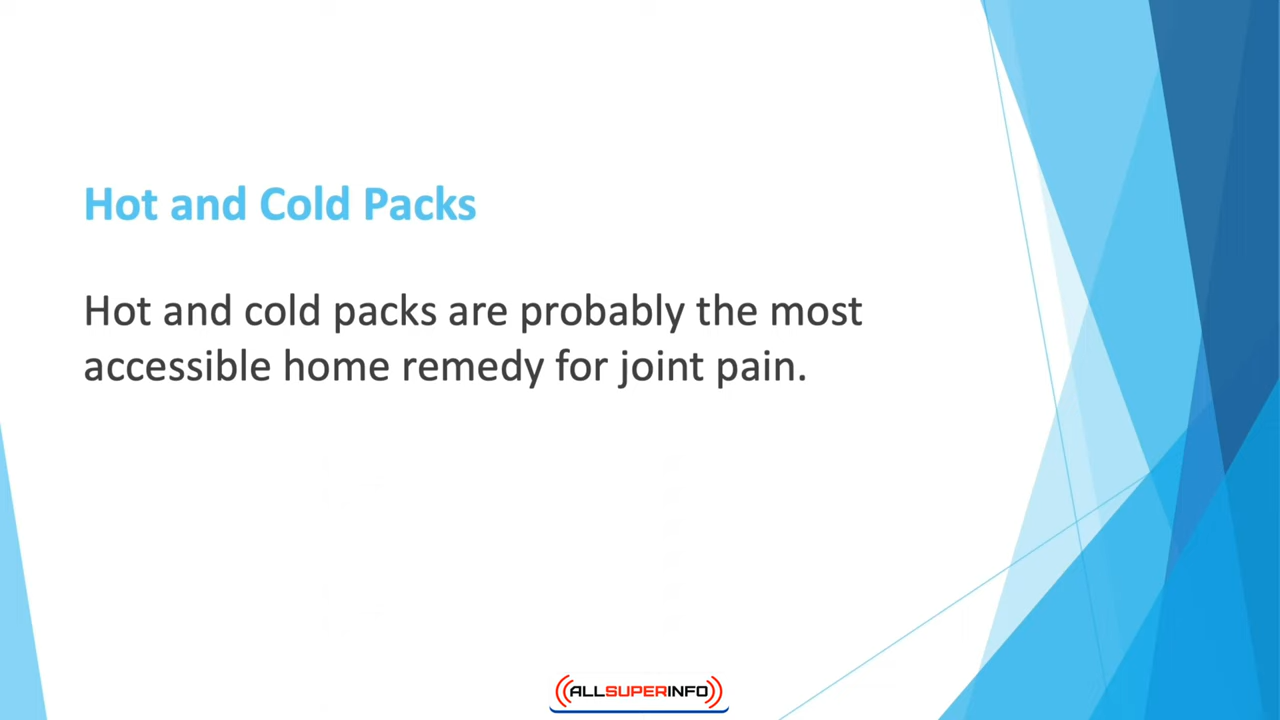 Hot and Cold Packs
Hot and cold packs are probably the most
accessible home remedy for joint pain.
ALLSUPERINFO